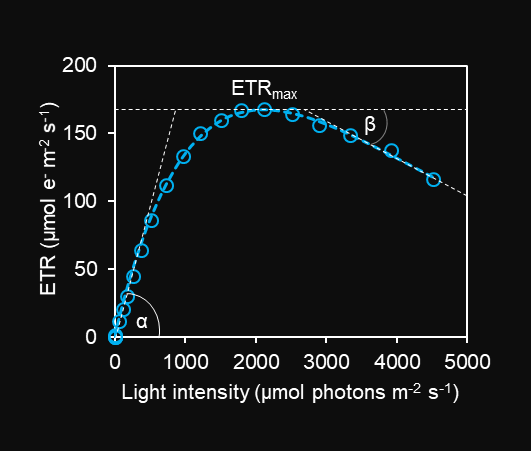 200
ETRmax
150
β
100
50
α
0
0 1000 2000 3000 4000 5000
ETR (µmol e- m-2 s-1)
Light intensity (µmol photons m-2 s-1)